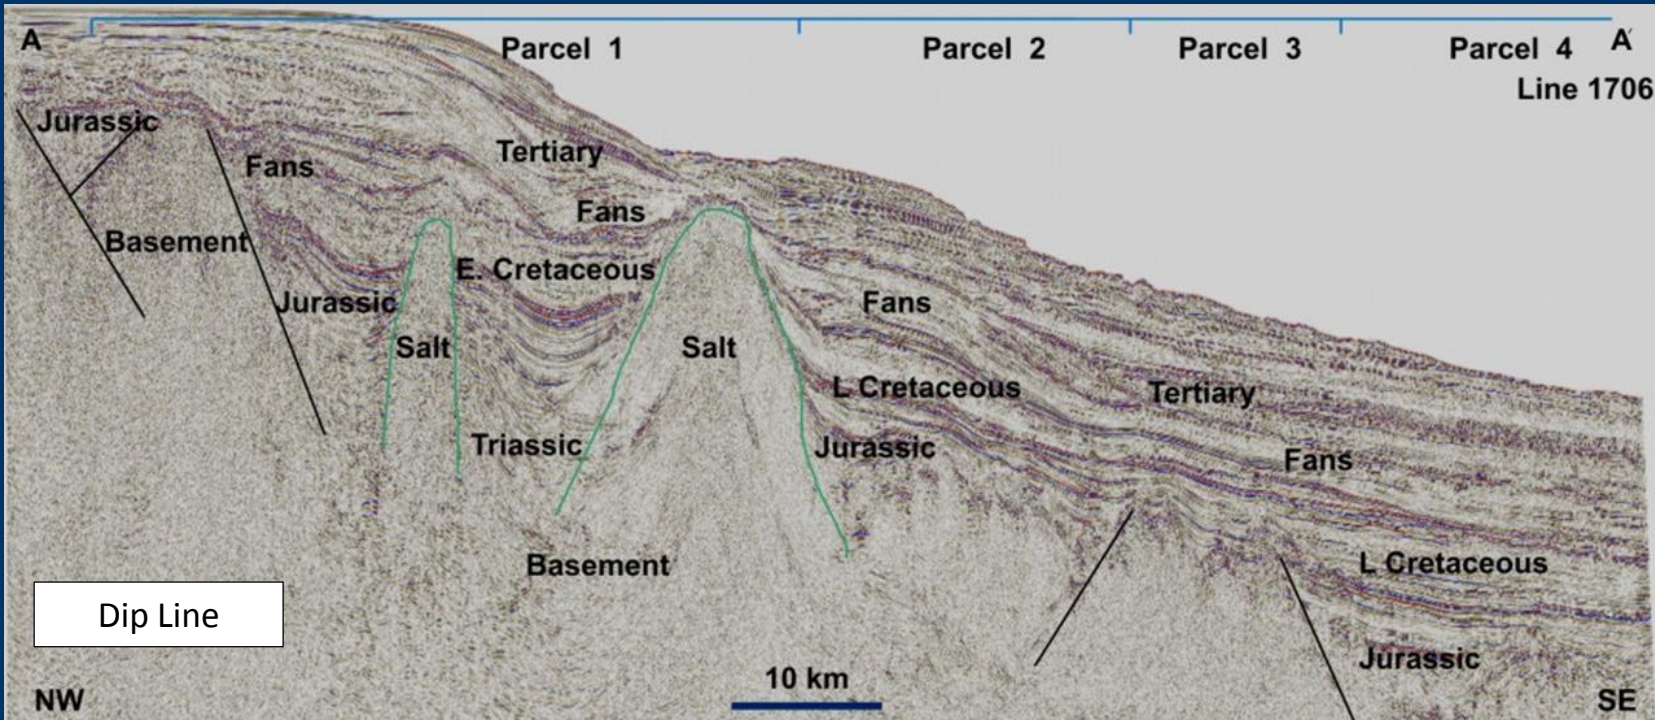 A
Parcel 1
Parcel 2
Parcel 3
Parcel 4
A′
Line 1706
Jurassic
Tertiary
Fans
Fans
Basement
E. Cretaceous
Jurassic
Fans
Salt
Salt
L Cretaceous
Tertiary
Triassic
Jurassic
Fans
Basement
L Cretaceous
Dip Line
Jurassic
10 km
NW
SE